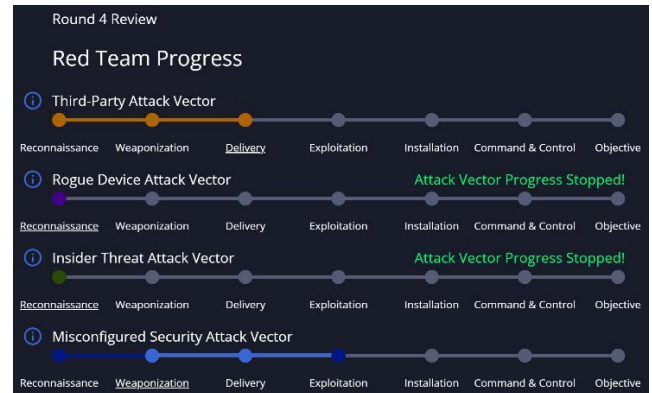 Round 4 Review
Red Team Progress
Third-Party Attack Vector
Reconnaissance Weaponization Delivery Exploitation Installation Command & Control Objective
Rogue Device Attack Vector Attack Vector Progress Stopped!
Reconnaissance Weaponization Delivery Exploitation Installation Command & Control Objective
Insider Threat Attack Vector Attack Vector Progress Stopped!
Reconnaissance Weaponization Delivery Exploitation Installation Command & Control Objective
Misconfigured Security Attack Vector
Reconnaissance Weaponization Delivery Exploitation Installation Command & Control Objective